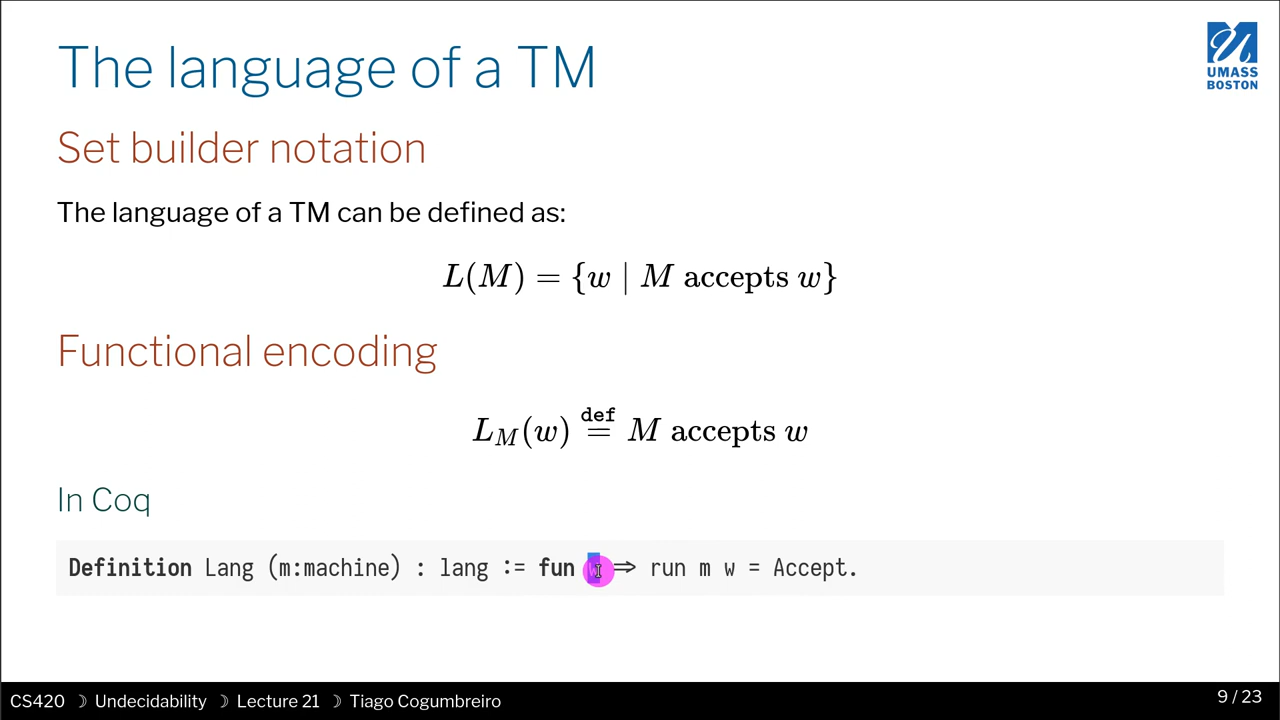 The language of a TM
UMASS
BOSTON
Set builder notation
The language of a TM can be defined as:
L(M) = {w | M accepts w}
Functional encoding
L_M(w) def= M accepts w
In Coq
Definition Lang (m:machine) : lang := fun w ⇒ run m w = Accept.
CS420 ☽ Undecidability ☽ Lecture 21 ☽ Tiago Cogumbreiro
9 / 23